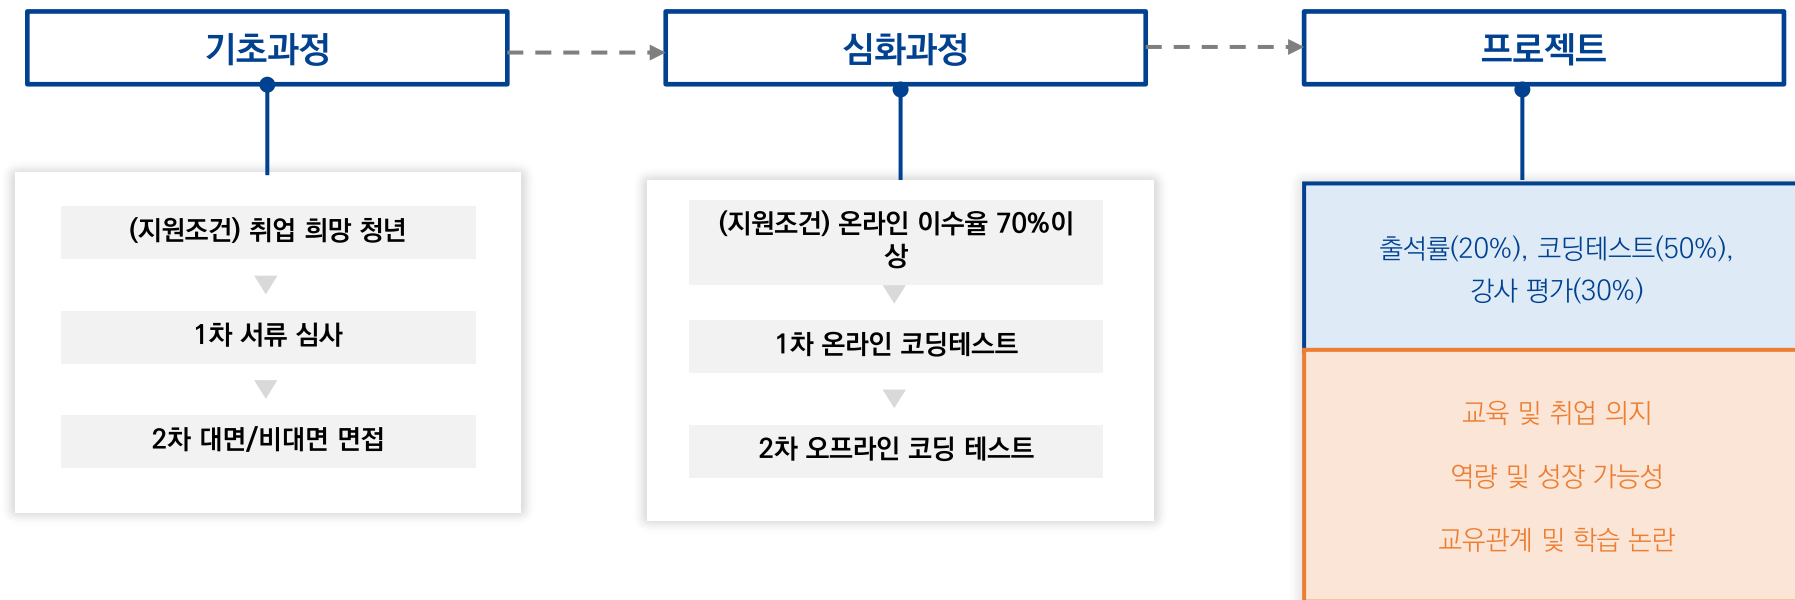 기초과정
심화과정
프로젝트
(지원조건) 취업 희망 청년
1차 서류 심사
2차 대면/비대면 면접
(지원조건) 온라인 이수율 70%이
상
1차 온라인 코딩테스트
2차 오프라인 코딩 테스트
출석률(20%), 코딩테스트(50%),
강사 평가(30%)
교육 및 취업 의지
역량 및 성장 가능성
교유관계 및 학습 논란